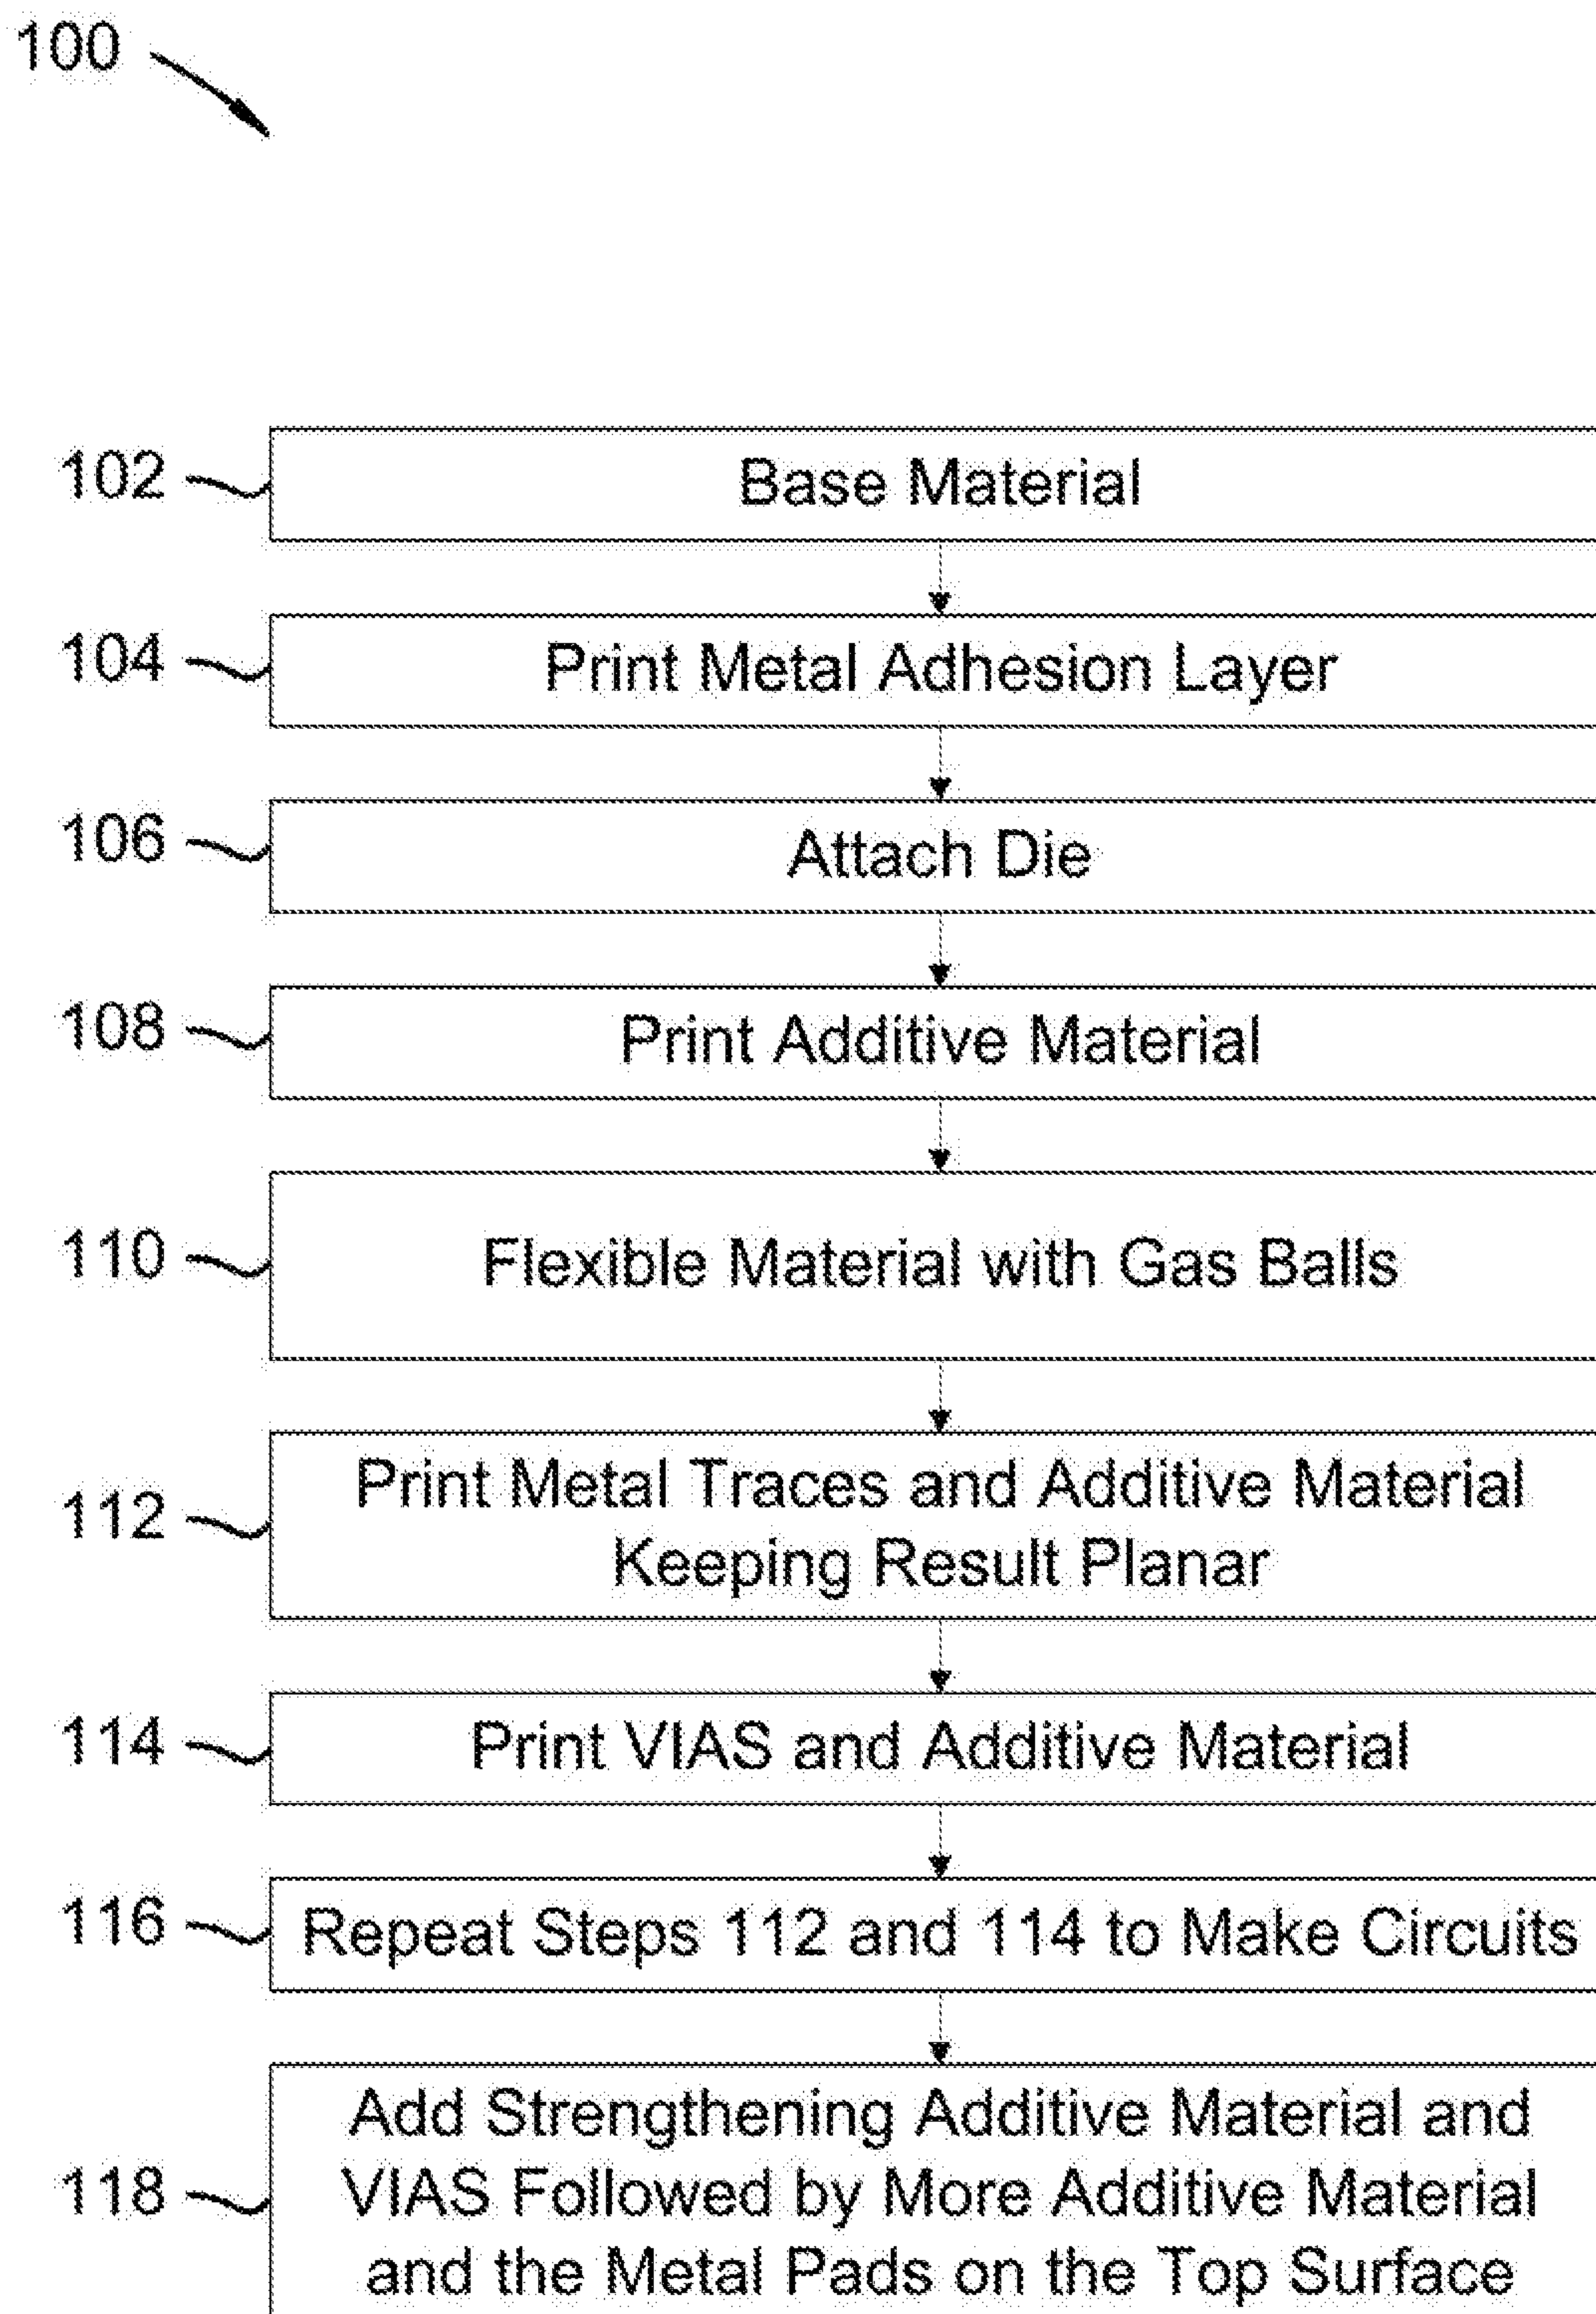 100
102
Base Material
104
Print Metal Adhesion Layer
106
Attach Die
108
Print Additive Material
110
Flexible Material with Gas Balls
112
Print Metal Traces and Additive Material
Keeping Result Planar
114
Print VIAS and Additive Material
116
Repeat Steps 112 and 114 to Make Circuits
118
Add Strengthening Additive Material and
VIAS Followed by More Additive Material
and the Metal Pads on the Top Surface